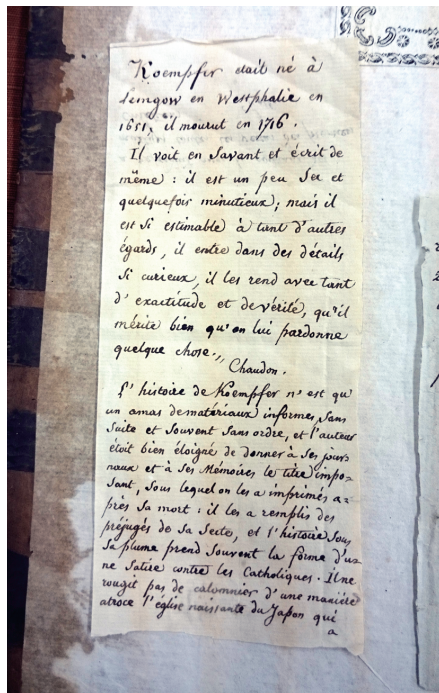 Koempfer etait né à
Lemgow en Westphalie en
1651, il mourut en 1716.
Il voit en Savant et écrit de
même : il est un peu Sec et
quelquefois minutieux ; mais il
est Si estimable à tant d'autres
égards, il entre dans des détails
Si curieux, il les rend avec tant
d'exactitude et de vérité, qu'il
mérite bien qu'on lui pardonne
quelque chose.,,
Chaudon.
L'histoire de Koempfer n'est qu'
un amas de matériaux informes, Sans
Suite et Souvent Sans ordre, et l'auteur
étoit bien éloigné de donner à Ses jour-
naux et à Ses Mémoires le titre impo-
Sant, Sous lequel on les a imprimés a-
près Sa mort : il les a remplis des
préjugés de Sa Secte, et l'histoire Sous
Sa plume prend Souvent la forme d'u-
ne Satire contre les Catholiques. Il ne
rougit pas de calomnier d'une manière
atroce l'église naissante du Japon qui
a